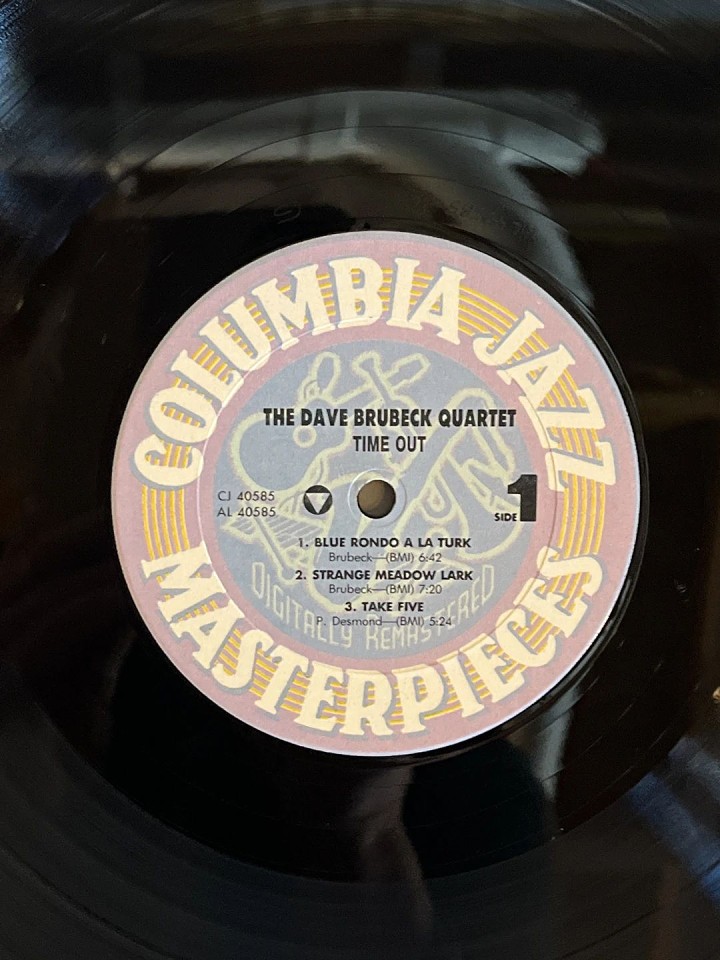 COLUMBIA JAZZ
THE DAVE BRUBECK QUARTET
TIME OUT
CJ 40585
AL 40585
SIDE 1
1. BLUE RONDO A LA TURK
Brubeck—(BMI) 6:42
2. STRANGE MEADOW LARK
Brubeck—(BMI) 7:20
3. TAKE FIVE
P. Desmond—(BMI) 5:24
DIGITALLY REMASTERED
MASTERPIECES